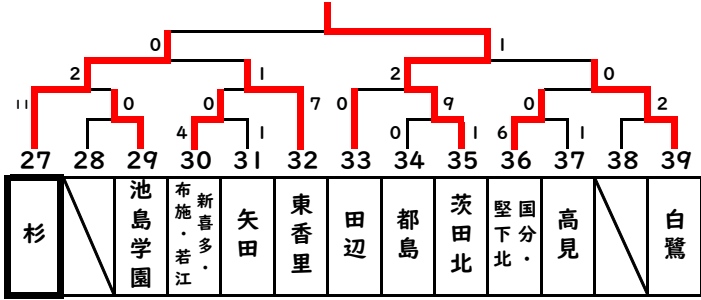 0 1
2 1 2 0
11 0 0 7 0 9 0 2
4 1 0 1 6 1
27 28 29 30 31 32 33 34 35 36 37 38 39
杉
池島学園
新喜多・
布施・若江
矢田
東香里
田辺
都島
茨田北
国分・
堅下北
高見
白鷺